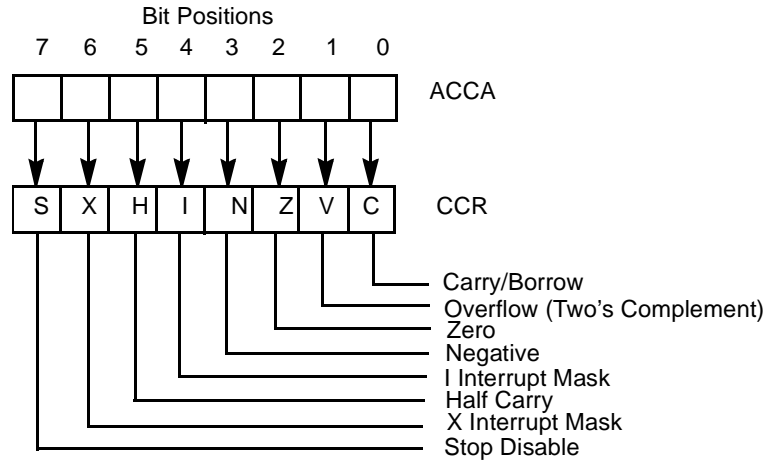 Bit Positions
7 6 5 4 3 2 1 0
ACCA
S X H I N Z V C CCR
Carry/Borrow
Overflow (Two's Complement)
Zero
Negative
I Interrupt Mask
Half Carry
X Interrupt Mask
Stop Disable